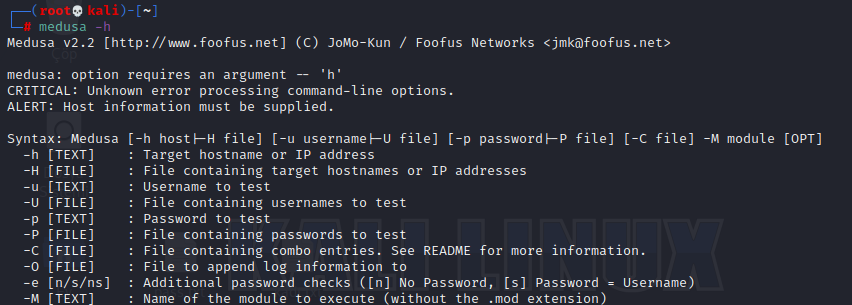 (root💀kali)-[~]
# medusa -h
Medusa v2.2 [http://www.foofus.net] (C) JoMo-Kun / Foofus Networks <jmk@foofus.net>
medusa: option requires an argument -- 'h'
CRITICAL: Unknown error processing command-line options.
ALERT: Host information must be supplied.
Syntax: Medusa [-h host|-H file] [-u username|-U file] [-p password|-P file] [-C file] -M module [OPT]
-h [TEXT] : Target hostname or IP address
-H [FILE] : File containing target hostnames or IP addresses
-u [TEXT] : Username to test
-U [FILE] : File containing usernames to test
-p [TEXT] : Password to test
-P [FILE] : File containing passwords to test
-C [FILE] : File containing combo entries. See README for more information.
-O [FILE] : File to append log information to
-e [n/s/ns] : Additional password checks ([n] No Password, [s] Password = Username)
-M [TEXT] : Name of the module to execute (without the .mod extension)
KALI LINUX
Çöp